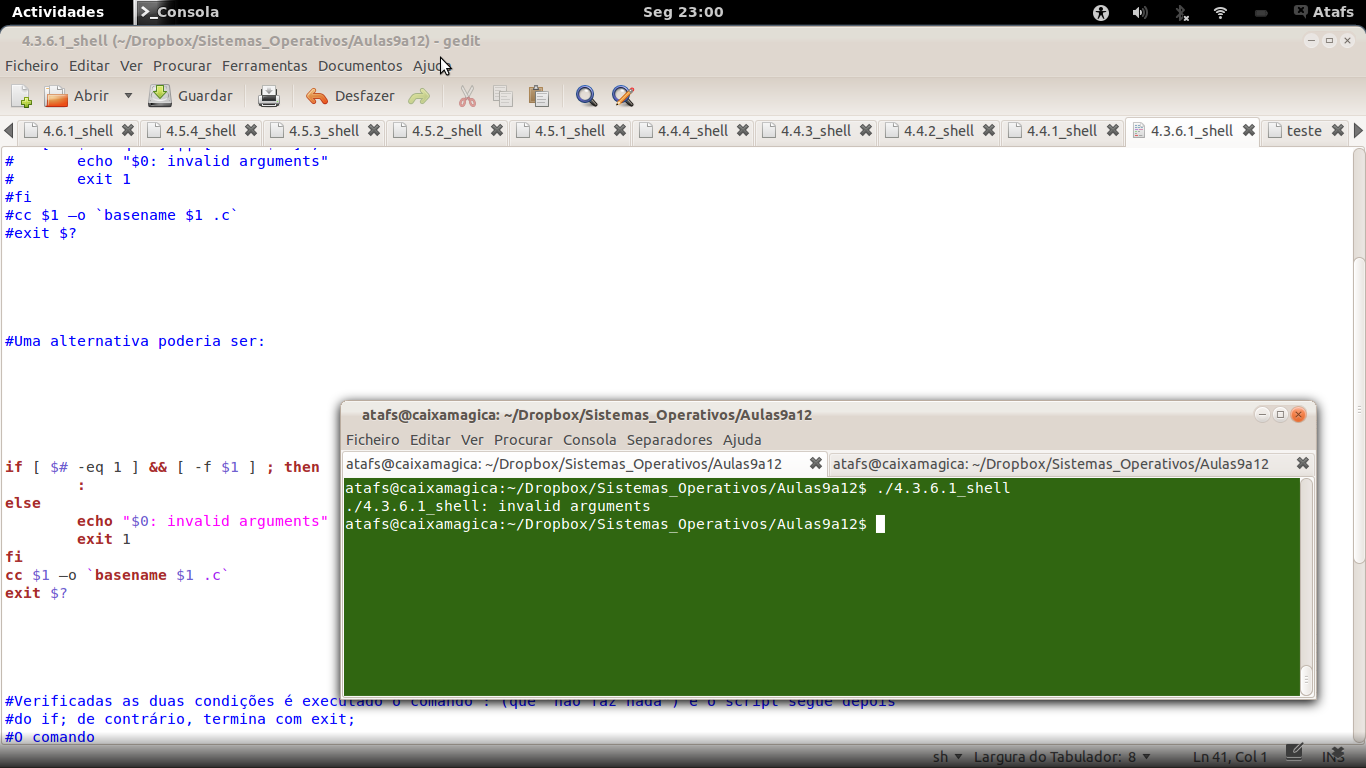 Actividades
Consola
Seg 23:00
Atafs
4.3.6.1_shell (~/Dropbox/Sistemas_Operativos/Aulas9a12) - gedit
Ficheiro Editar Ver Procurar Ferramentas Documentos
Abrir Guardar Desfazer
4.6.1_shell 4.5.4_shell 4.5.3_shell 4.5.2_shell 4.5.1_shell 4.4.4_shell 4.4.3_shell 4.4.2_shell 4.4.1_shell 4.3.6.1_shell teste
# echo "$0: invalid arguments"
# exit 1
#fi
#cc $1 –o `basename $1 .c`
#exit $?
#Uma alternativa poderia ser:
if [ $# -eq 1 ] && [ -f $1 ] ; then
:
else
echo "$0: invalid arguments"
exit 1
fi
cc $1 –o `basename $1 .c`
exit $?
atafs@caixamagica: ~/Dropbox/Sistemas_Operativos/Aulas9a12
Ficheiro Editar Ver Procurar Consola Separadores Ajuda
atafs@caixamagica: ~/Dropbox/Sistemas_Operativos/Aulas9a12 atafs@caixamagica: ~/Dropbox/Sistemas_Operativos/Aulas9a12
atafs@caixamagica:~/Dropbox/Sistemas_Operativos/Aulas9a12$ ./4.3.6.1_shell
./4.3.6.1_shell: invalid arguments
atafs@caixamagica:~/Dropbox/Sistemas_Operativos/Aulas9a12$
#Verificadas as duas condições é executado o comando : (que "não faz nada") e o script segue depois
#do if; de contrário, termina com exit;
#O comando
sh Largura do Tabulador: 8 Ln 41, Col 1 INS